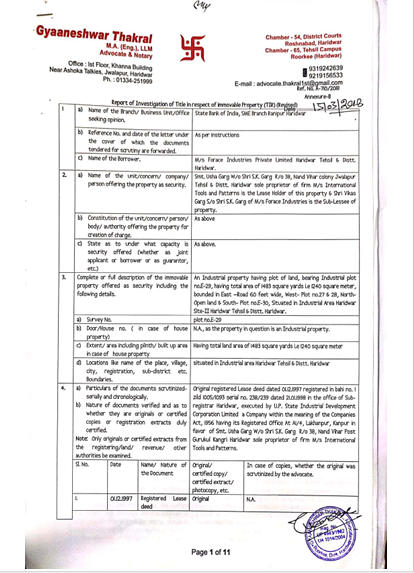 Gyaneshwar Thakral
M.A. (Eng.), LLM
Advocate & Notary
Office : Ist Floor, Khanna Building
Near Ashoka Talkies, Jwalapur, Haridwar
Ph. : 01334-251999
Chamber - 54, District Courts
Roshnabad, Haridwar
Chamber - 65, Tehsil Campus
Roorkee (Haridwar)
9319242639
9219156533
E-mail : advocate.thakral1st@gmail.com
Annexure-B
Report of Investigation of Title in respect of Immovable Property (TIR) (Revised)
15/03/2018
1
a) Name of the Branch/ Business Unit/Office seeking opinion.
State Bank of India, SME Branch Ranipur Haridwar
b) Reference No. and date of the letter under the cover of which the documents tendered for scrutiny are forwarded.
As per instructions
c) Name of the Borrower.
M/s Forace Industries Private Limited Haridwar Tehsil & Distt. Haridwar.
2.
a) Name of the unit/concern/ company/ person offering the property as security.
Smt. Usha Garg W/o Shri S.K. Garg R/o 38, Nand Vihar colony Jwalapur Tehsil & Distt. Haridwar sole proprietor of firm M/s International Tools and Patterns is the Lease Holder of this property & Shri Vikas Garg S/o Shri S.K. Garg of M/s Forace Industries is the Sub-Lessee of property.
b) Constitution of the unit/concern/ person/ body/ authority offering the property for creation of charge.
As above
c) State as to under what capacity is security offered (whether as joint applicant or borrower or as guarantor, etc.)
As above.
3.
Complete or full description of the immovable property offered as security including the following details.
An Industrial property having plot of land, bearing Industrial plot no.E-29, having total area of 1483 square yards i.e 1240 square meter, bounded in East -Road 60 feet wide, West- Plot no.27 & 28, North- Open land & South- Plot no.E-30, Situated in Industrial Area Haridwar Site-II Haridwar Tehsil & Distt. Haridwar.
a) Survey No.
plot no.E-29
b) Door/House no. ( in case of house property)
N.A., as the property in question is an Industrial property.
c) Extent/ area including plinth/ built up area in case of house property
Having total land area of 1483 square yards i.e 1240 square meter
d) Locations like name of the place, village, city, registration, sub-district etc. Boundaries.
situated in industrial area Haridwar Tehsil & Distt. Haridwar
4.
a) Particulars of the documents scrutinized-serially and chronologically.
b) Nature of documents verified and as to whether they are originals or certified copies or registration extracts duly certified.
Note: Only originals or certified extracts from the registering/land/ revenue/ other authorities be examined.
Original registered Lease deed dated 01.12.1997 registered in bahi no. 1 zild 1005/1093 serial no. 238/239 dated 21.01.1998 in the office of Sub-registrar Haridwar, executed by U.P. State Industrial Development Corporation Limited a Company within the meaning of the Companies Act, 1956 having its Registered Office At A1/4, Lakhanpur, Kanpur in favor of Smt. Usha Garg W/o Shri S.K. Garg R/o 38, Nand Vihar Post Gurukul Kangri Haridwar sole proprietor of firm M/s International Tools and Patterns.
Sl. No.
Date
Name/ Nature of the Document
Original/ certified copy/ certified extract/ photocopy, etc.
In case of copies, whether the original was scrutinized by the advocate.
1.
01.12.1997
Registered Lease deed
Original
N.A.
Page 1 of 11